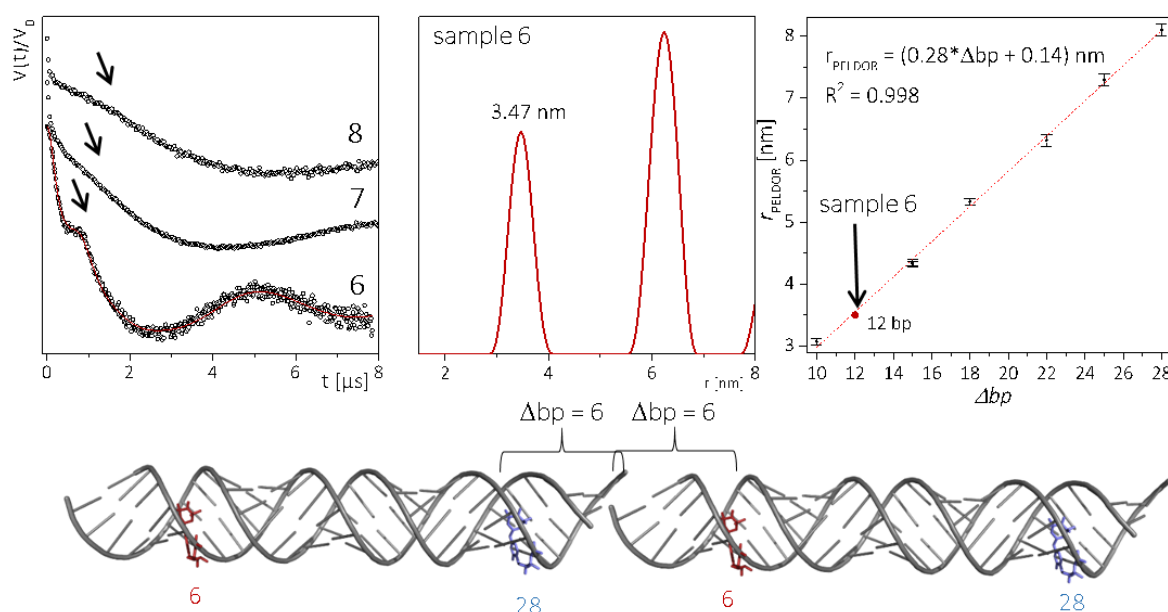 V(t)/V_D
8
7
6
0 2 4 6 8
t [µs]
sample 6
3.47 nm
2 4 6 8
r [nm]
r_PELDOR = (0.28*Δbp + 0.14) nm
R² = 0.998
sample 6
12 bp
r_PELDOR [nm]
8
7
6
5
4
3
10 12 14 16 18 20 22 24 26 28
Δbp
Δbp = 6 Δbp = 6
6 28 6 28